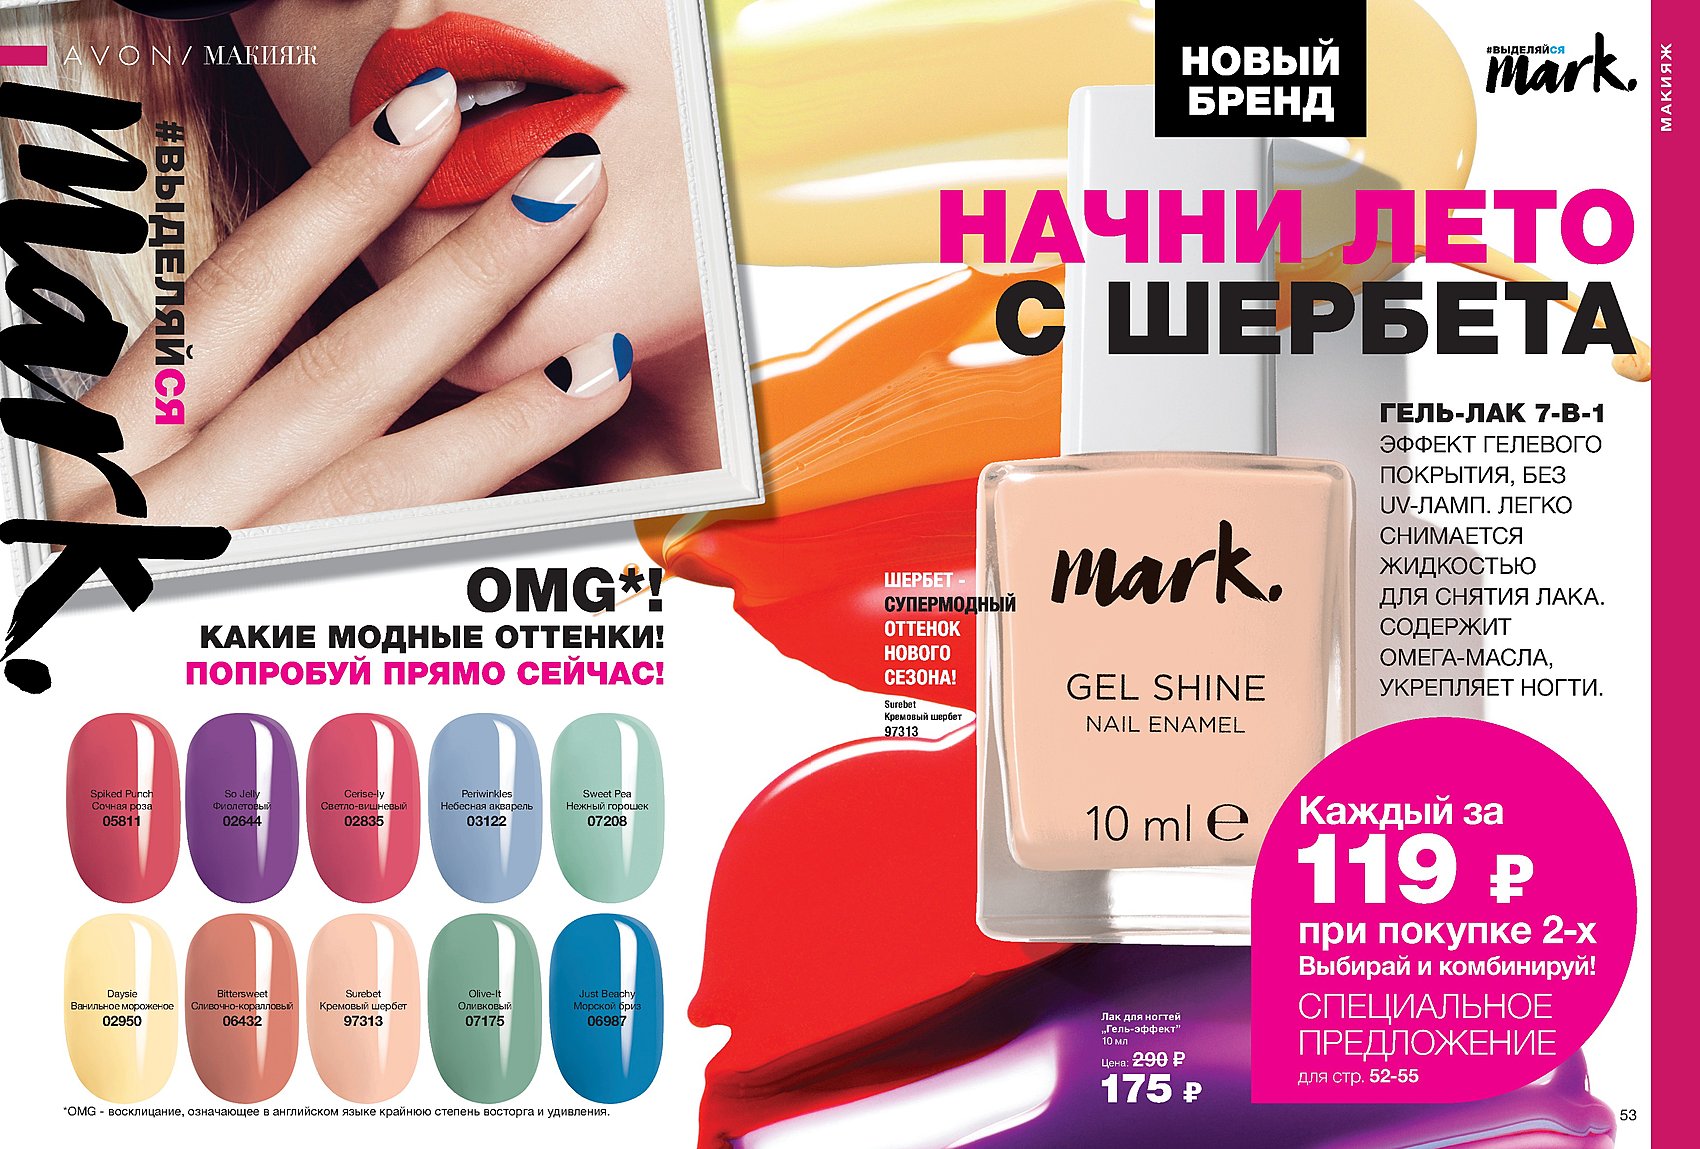 AVON / МАКИЯЖ
mark.
#ВЫДЕЛЯЙСЯ
OMG*!
КАКИЕ МОДНЫЕ ОТТЕНКИ!
ПОПРОБУЙ ПРЯМО СЕЙЧАС!
Spiked Punch
Сочная роза
05811
So Jelly
Фиолетовый
02644
Cerise-ly
Светло-вишневый
02835
Periwinkles
Небесная акварель
03122
Sweet Pea
Нежный горошек
07208
Daysie
Ванильное мороженое
02950
Bittersweet
Сливочно-коралловый
06432
Surebet
Кремовый шербет
97313
Olive-It
Оливковый
07175
Just Beachy
Морской бриз
06987
*OMG - восклицание, означающее в английском языке крайнюю степень восторга и удивления.
НОВЫЙ
БРЕНД
#ВЫДЕЛЯЙСЯ
mark.
МАКИЯЖ
НАЧНИ ЛЕТО
С ШЕРБЕТА
ГЕЛЬ-ЛАК 7-В-1
ЭФФЕКТ ГЕЛЕВОГО
ПОКРЫТИЯ, БЕЗ
UV-ЛАМП. ЛЕГКО
СНИМАЕТСЯ
ЖИДКОСТЬЮ
ДЛЯ СНЯТИЯ ЛАКА.
СОДЕРЖИТ
ОМЕГА-МАСЛА,
УКРЕПЛЯЕТ НОГТИ.
ШЕРБЕТ -
СУПЕРМОДНЫЙ
ОТТЕНОК
НОВОГО
СЕЗОНА!
Surebet
Кремовый шербет
97313
mark.
GEL SHINE
NAIL ENAMEL
10 ml e
Каждый за
119 ₽
при покупке 2-х
Выбирай и комбинируй!
СПЕЦИАЛЬНОЕ
ПРЕДЛОЖЕНИЕ
для стр. 52-55
Лак для ногтей
„Гель-эффект”
10 мл
Цена: 290 ₽
175 ₽
53